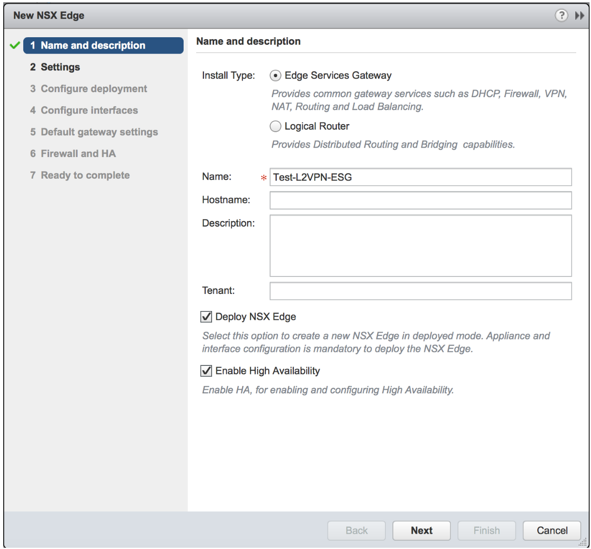 New NSX Edge
?
1 Name and description
2 Settings
3 Configure deployment
4 Configure interfaces
5 Default gateway settings
6 Firewall and HA
7 Ready to complete
Name and description
Install Type: Edge Services Gateway
Provides common gateway services such as DHCP, Firewall, VPN,
NAT, Routing and Load Balancing.
Logical Router
Provides Distributed Routing and Bridging capabilities.
Name: * Test-L2VPN-ESG
Hostname:
Description:
Tenant:
Deploy NSX Edge
Select this option to create a new NSX Edge in deployed mode. Appliance and
interface configuration is mandatory to deploy the NSX Edge.
Enable High Availability
Enable HA, for enabling and configuring High Availability.
Back Next Finish Cancel